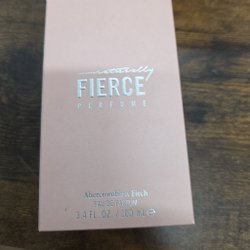 naturally
FIERCE
PERFUME
Abercrombie & Fitch
EAU DE PARFUM
3.4 FL.OZ. / 100 mL ℮